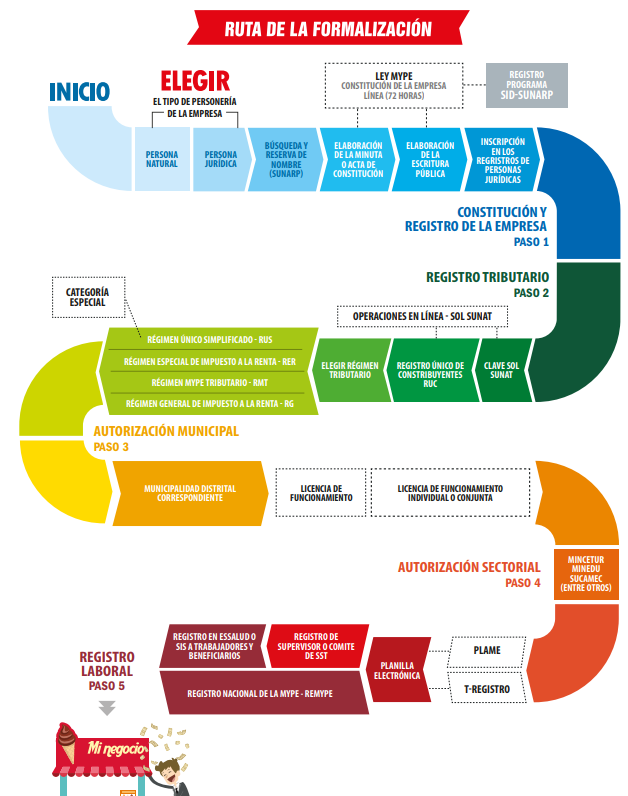 RUTA DE LA FORMALIZACIÓN
INICIO
ELEGIR
EL TIPO DE PERSONERÍA
DE LA EMPRESA
LEY MYPE
CONSTITUCIÓN DE LA EMPRESA
LÍNEA (72 HORAS)
REGISTRO
PROGRAMA
SID-SUNARP
PERSONA
NATURAL
PERSONA
JURÍDICA
BÚSQUEDA Y
RESERVA DE
NOMBRE
(SUNARP)
ELABORACIÓN
DE LA MINUTA
O ACTA DE
CONSTITUCIÓN
ELABORACIÓN
DE LA
ESCRITURA
PÚBLICA
INSCRIPCIÓN
EN LOS
REGRISTROS DE
PERSONAS
JURÍDICAS
CONSTITUCIÓN Y
REGISTRO DE LA EMPRESA
PASO 1
REGISTRO TRIBUTARIO
PASO 2
CATEGORÍA
ESPECIAL
OPERACIONES EN LÍNEA - SOL SUNAT
RÉGIMEN ÚNICO SIMPLIFICADO - RUS
RÉGIMEN ESPECIAL DE IMPUESTO A LA RENTA - RER
RÉGIMEN MYPE TRIBUTARIO - RMT
RÉGIMEN GENERAL DE IMPUESTO A LA RENTA - RG
ELEGIR RÉGIMEN
TRIBUTARIO
REGISTRO ÚNICO DE
CONSTRIBUYENTES
RUC
CLAVE SOL
SUNAT
AUTORIZACIÓN MUNICIPAL
PASO 3
MUNICIPALIDAD DISTRITAL
CORRESPONDIENTE
LICENCIA DE
FUNCIONAMIENTO
LICENCIA DE FUNCIONAMIENTO
INDIVIDUAL O CONJUNTA
AUTORIZACIÓN SECTORIAL
PASO 4
MINCETUR
MINEDU
SUCAMEC
(ENTRE OTROS)
REGISTRO
LABORAL
PASO 5
REGISTRO EN ESSALUD O
SIS A TRABAJADORES Y
BENEFICIARIOS
REGISTRO DE
SUPERVISOR O COMITE
DE SST
REGISTRO NACIONAL DE LA MYPE - REMYPE
PLANILLA
ELECTRÓNICA
PLAME
T-REGISTRO
Mi negocio